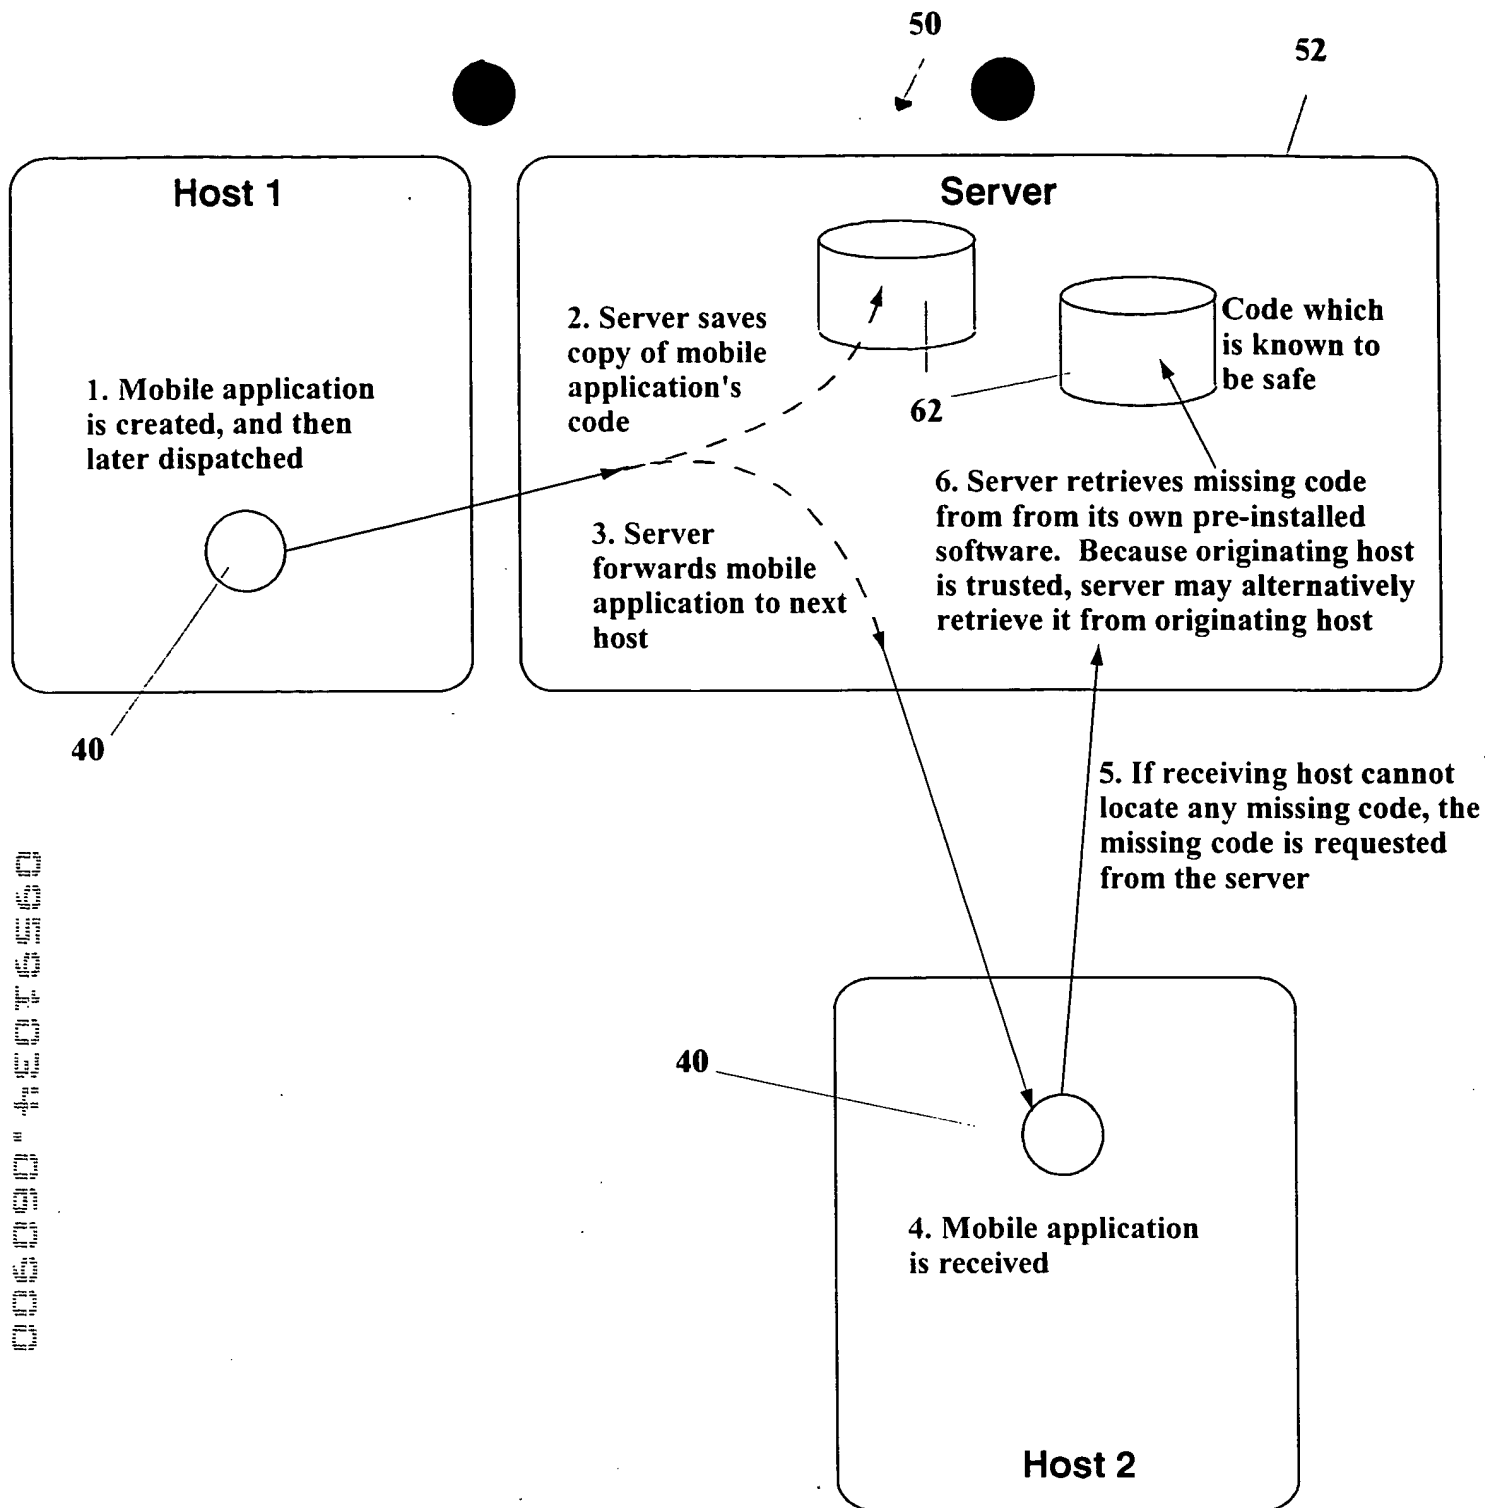 50
52
Host 1
Server
2. Server saves
copy of mobile
application's
code
Code which
is known to
be safe
1. Mobile application
is created, and then
later dispatched
62
6. Server retrieves missing code
from from its own pre-installed
software. Because originating host
is trusted, server may alternatively
retrieve it from originating host
3. Server
forwards mobile
application to next
host
40
5. If receiving host cannot
locate any missing code, the
missing code is requested
from the server
40
4. Mobile application
is received
Host 2